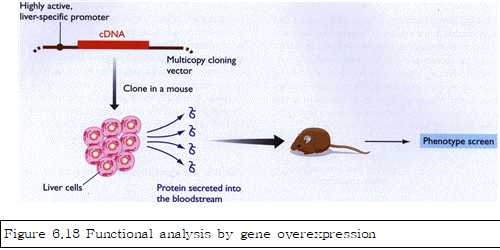 Highly active,
liver-specific promoter
cDNA
Multicopy cloning
vector
Clone in a mouse
Liver cells
Protein secreted into
the bloodstream
Phenotype screen
Figure 6,18 Functional analysis by gene overexpression